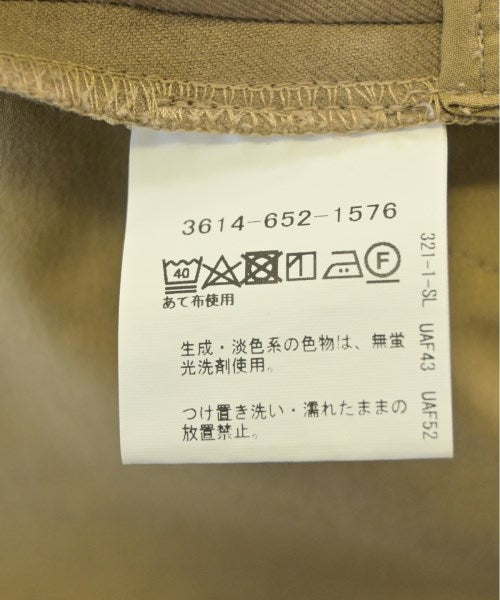 3614-652-1576
40
F
あて布使用
生成・淡色系の色物は、無蛍
光洗剤使用。
つけ置き洗い・濡れたままの
放置禁止。
321-1-SL UAF43 UAF52